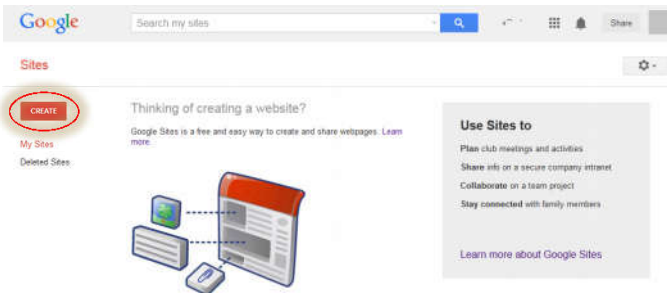 Google
Search my sites
Share
Sites
CREATE
My Sites
Deleted Sites
Thinking of creating a website?
Google Sites is a free and easy way to create and share webpages. Learn
more.
Use Sites to
Plan club meetings and activities
Share info on a secure company intranet
Collaborate on a team project
Stay connected with family members
Learn more about Google Sites